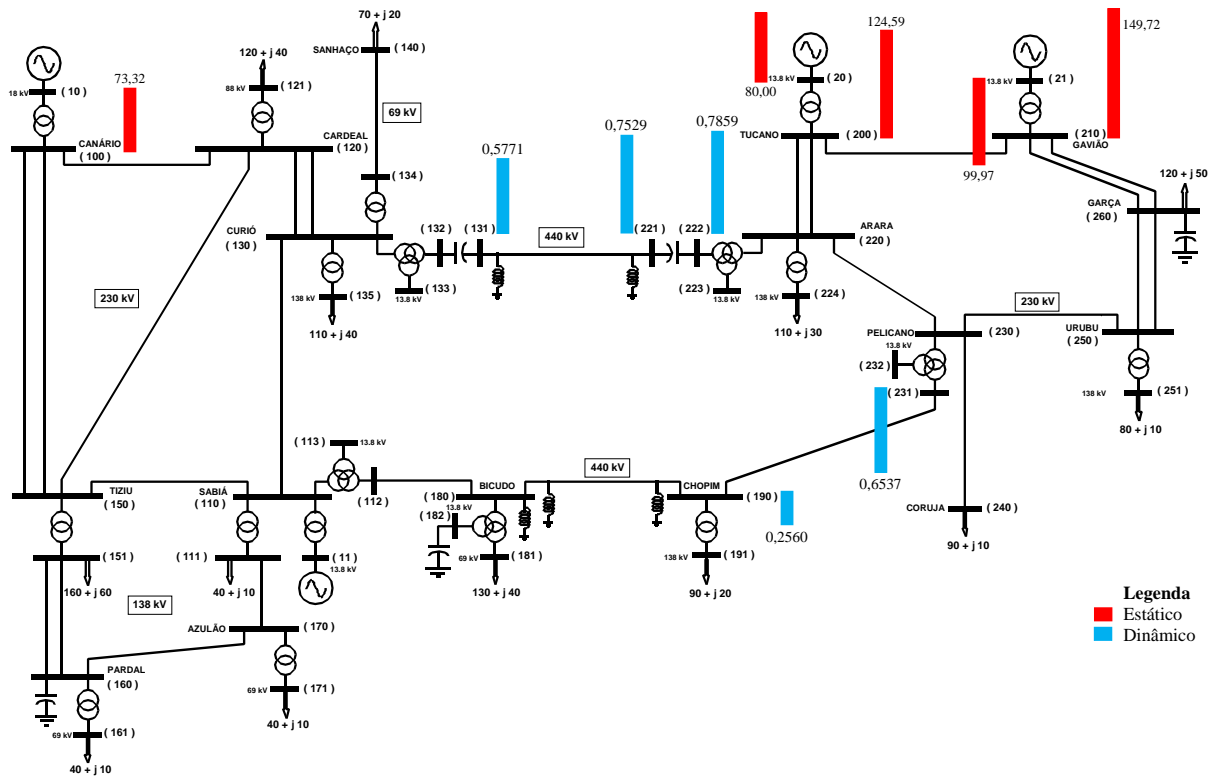 70 + j 20
SANHAÇO
( 140 )
120 + j 40
88 kV
( 121 )
18 kV
( 10 )
73,32
CANÁRIO
( 100 )
CARDEAL
( 120 )
69 kV
( 134 )
CURIÓ
( 130 )
( 132 )
( 131 )
0,5771
440 kV
0,7529
0,7859
( 221 )
( 222 )
13.8 kV
( 133 )
138 kV
( 135 )
110 + j 40
230 kV
80,00
13.8 kV
( 20 )
124,59
TUCANO
( 200 )
149,72
13.8 kV
( 21 )
99,97
( 210 )
GAVIÃO
120 + j 50
GARÇA
( 260 )
ARARA
( 220 )
( 223 )
13.8 kV
138 kV
( 224 )
110 + j 30
230 kV
PELICANO
( 230 )
13.8 kV
( 232 )
( 231 )
URUBU
( 250 )
138 kV
( 251 )
80 + j 10
0,6537
( 113 )
13.8 kV
( 112 )
440 kV
TIZIU
( 150 )
SABIÁ
( 110 )
BICUDO
( 180 )
13.8 kV
( 182 )
69 kV
( 181 )
130 + j 40
CHOPIM
( 190 )
0,2560
138 kV
( 191 )
90 + j 20
CORUJA
( 240 )
90 + j 10
( 151 )
160 + j 60
138 kV
( 111 )
40 + j 10
( 11 )
13.8 kV
AZULÃO
( 170 )
69 kV
( 171 )
40 + j 10
PARDAL
( 160 )
69 kV
( 161 )
40 + j 10
Legenda
Estático
Dinâmico